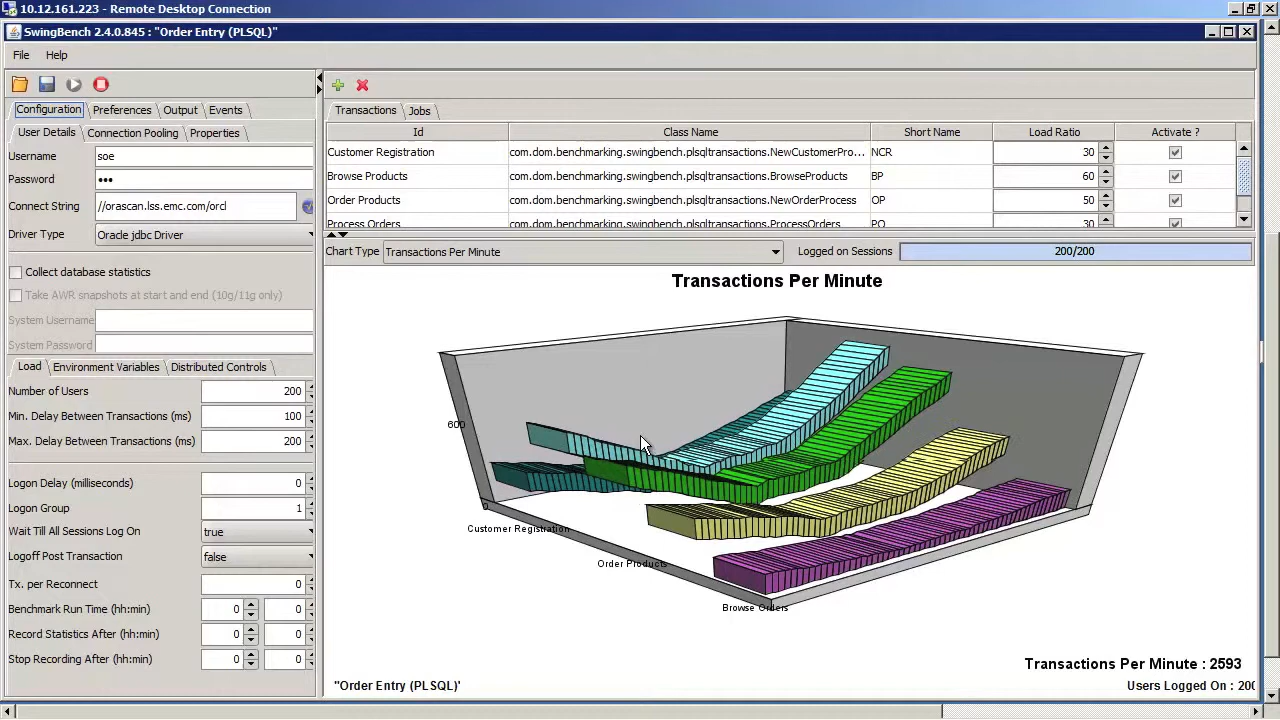 10.12.161.223 - Remote Desktop Connection
SwingBench 2.4.0.845 : "Order Entry (PLSQL)"
File Help
Configuration Preferences Output Events
User Details Connection Pooling Properties
Username soe
Password •••
Connect String //orascan.lss.emc.com/orcl
Driver Type Oracle jdbc Driver
Collect database statistics
Take AWR snapshots at start and end (10g/11g only)
System Username
System Password
Load Environment Variables Distributed Controls
Number of Users 200
Min. Delay Between Transactions (ms) 100
Max. Delay Between Transactions (ms) 200
Logon Delay (milliseconds) 0
Logon Group 1
Wait Till All Sessions Log On true
Logoff Post Transaction false
Tx. per Reconnect 0
Benchmark Run Time (hh:min) 0 0
Record Statistics After (hh:min) 0 0
Stop Recording After (hh:min) 0 0
Transactions Jobs
Id Class Name Short Name Load Ratio Activate ?
Customer Registration com.dom.benchmarking.swingbench.plsqltransactions.NewCustomerPro... NCR 30
Browse Products com.dom.benchmarking.swingbench.plsqltransactions.BrowseProducts BP 60
Order Products com.dom.benchmarking.swingbench.plsqltransactions.NewOrderProcess OP 50
Process Orders com.dom.benchmarking.swingbench.plsqltransactions.ProcessOrders PO 30
Chart Type Transactions Per Minute Logged on Sessions 200/200
Transactions Per Minute
600
0
Customer Registration
Order Products
Browse Orders
Transactions Per Minute : 2593
"Order Entry (PLSQL)' Users Logged On : 200